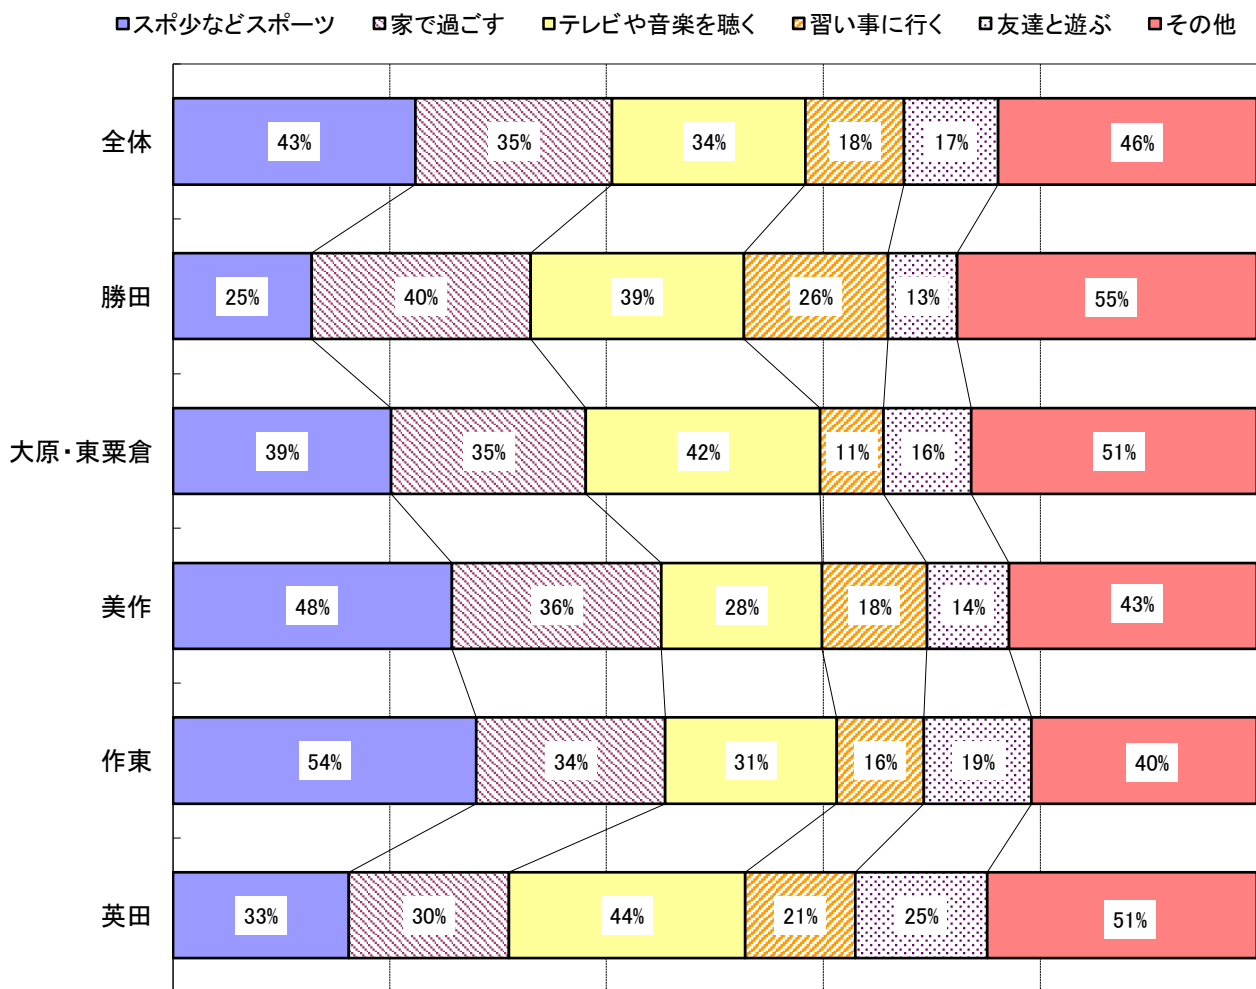 スポ少などスポーツ 家で過ごす テレビや音楽を聴く 習い事に行く 友達と遊ぶ その他
全体 43% 35% 34% 18% 17% 46%
勝田 25% 40% 39% 26% 13% 55%
大原・東粟倉 39% 35% 42% 11% 16% 51%
美作 48% 36% 28% 18% 14% 43%
作東 54% 34% 31% 16% 19% 40%
英田 33% 30% 44% 21% 25% 51%